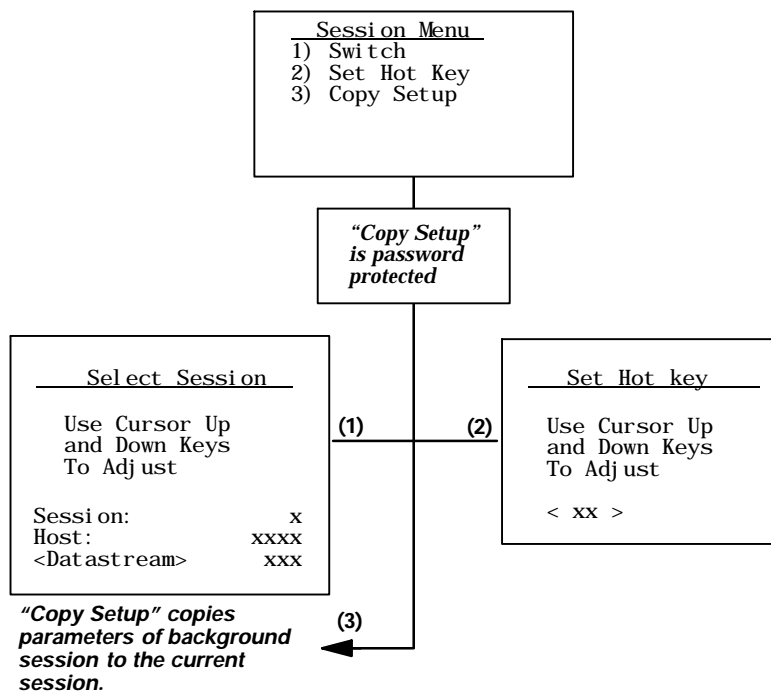 Session Menu
1) Switch
2) Set Hot Key
3) Copy Setup
“Copy Setup”
is password
protected
Select Session
Use Cursor Up
and Down Keys
To Adjust
Session: x
Host: xxxx
<Datastream> xxx
(1)
(2)
Set Hot key
Use Cursor Up
and Down Keys
To Adjust
< xx >
“Copy Setup” copies
parameters of background
session to the current
session.
(3)